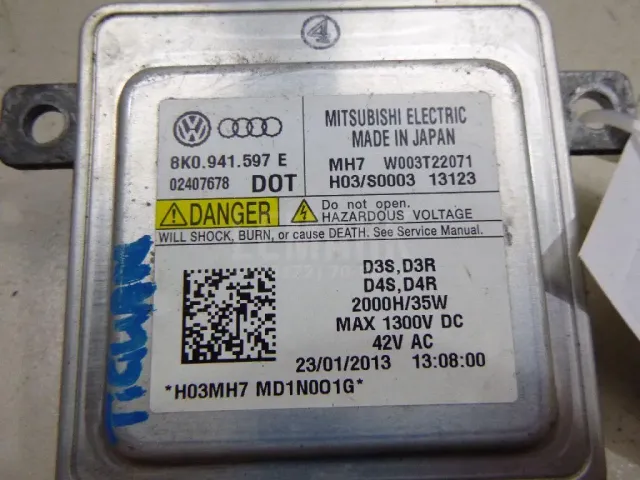 4
8K0.941.597 E
02407678 DOT
MITSUBISHI ELECTRIC
MADE IN JAPAN
MH7 W003T22071
H03/S0003 13123
DANGER
Do not open.
HAZARDOUS VOLTAGE
WILL SHOCK, BURN, or cause DEATH. See Service Manual.
D3S,D3R
D4S,D4R
2000H/35W
MAX 1300V DC
42V AC
23/01/2013 13:08:00
*H03MH7 MD1N001G*
TIGUAN